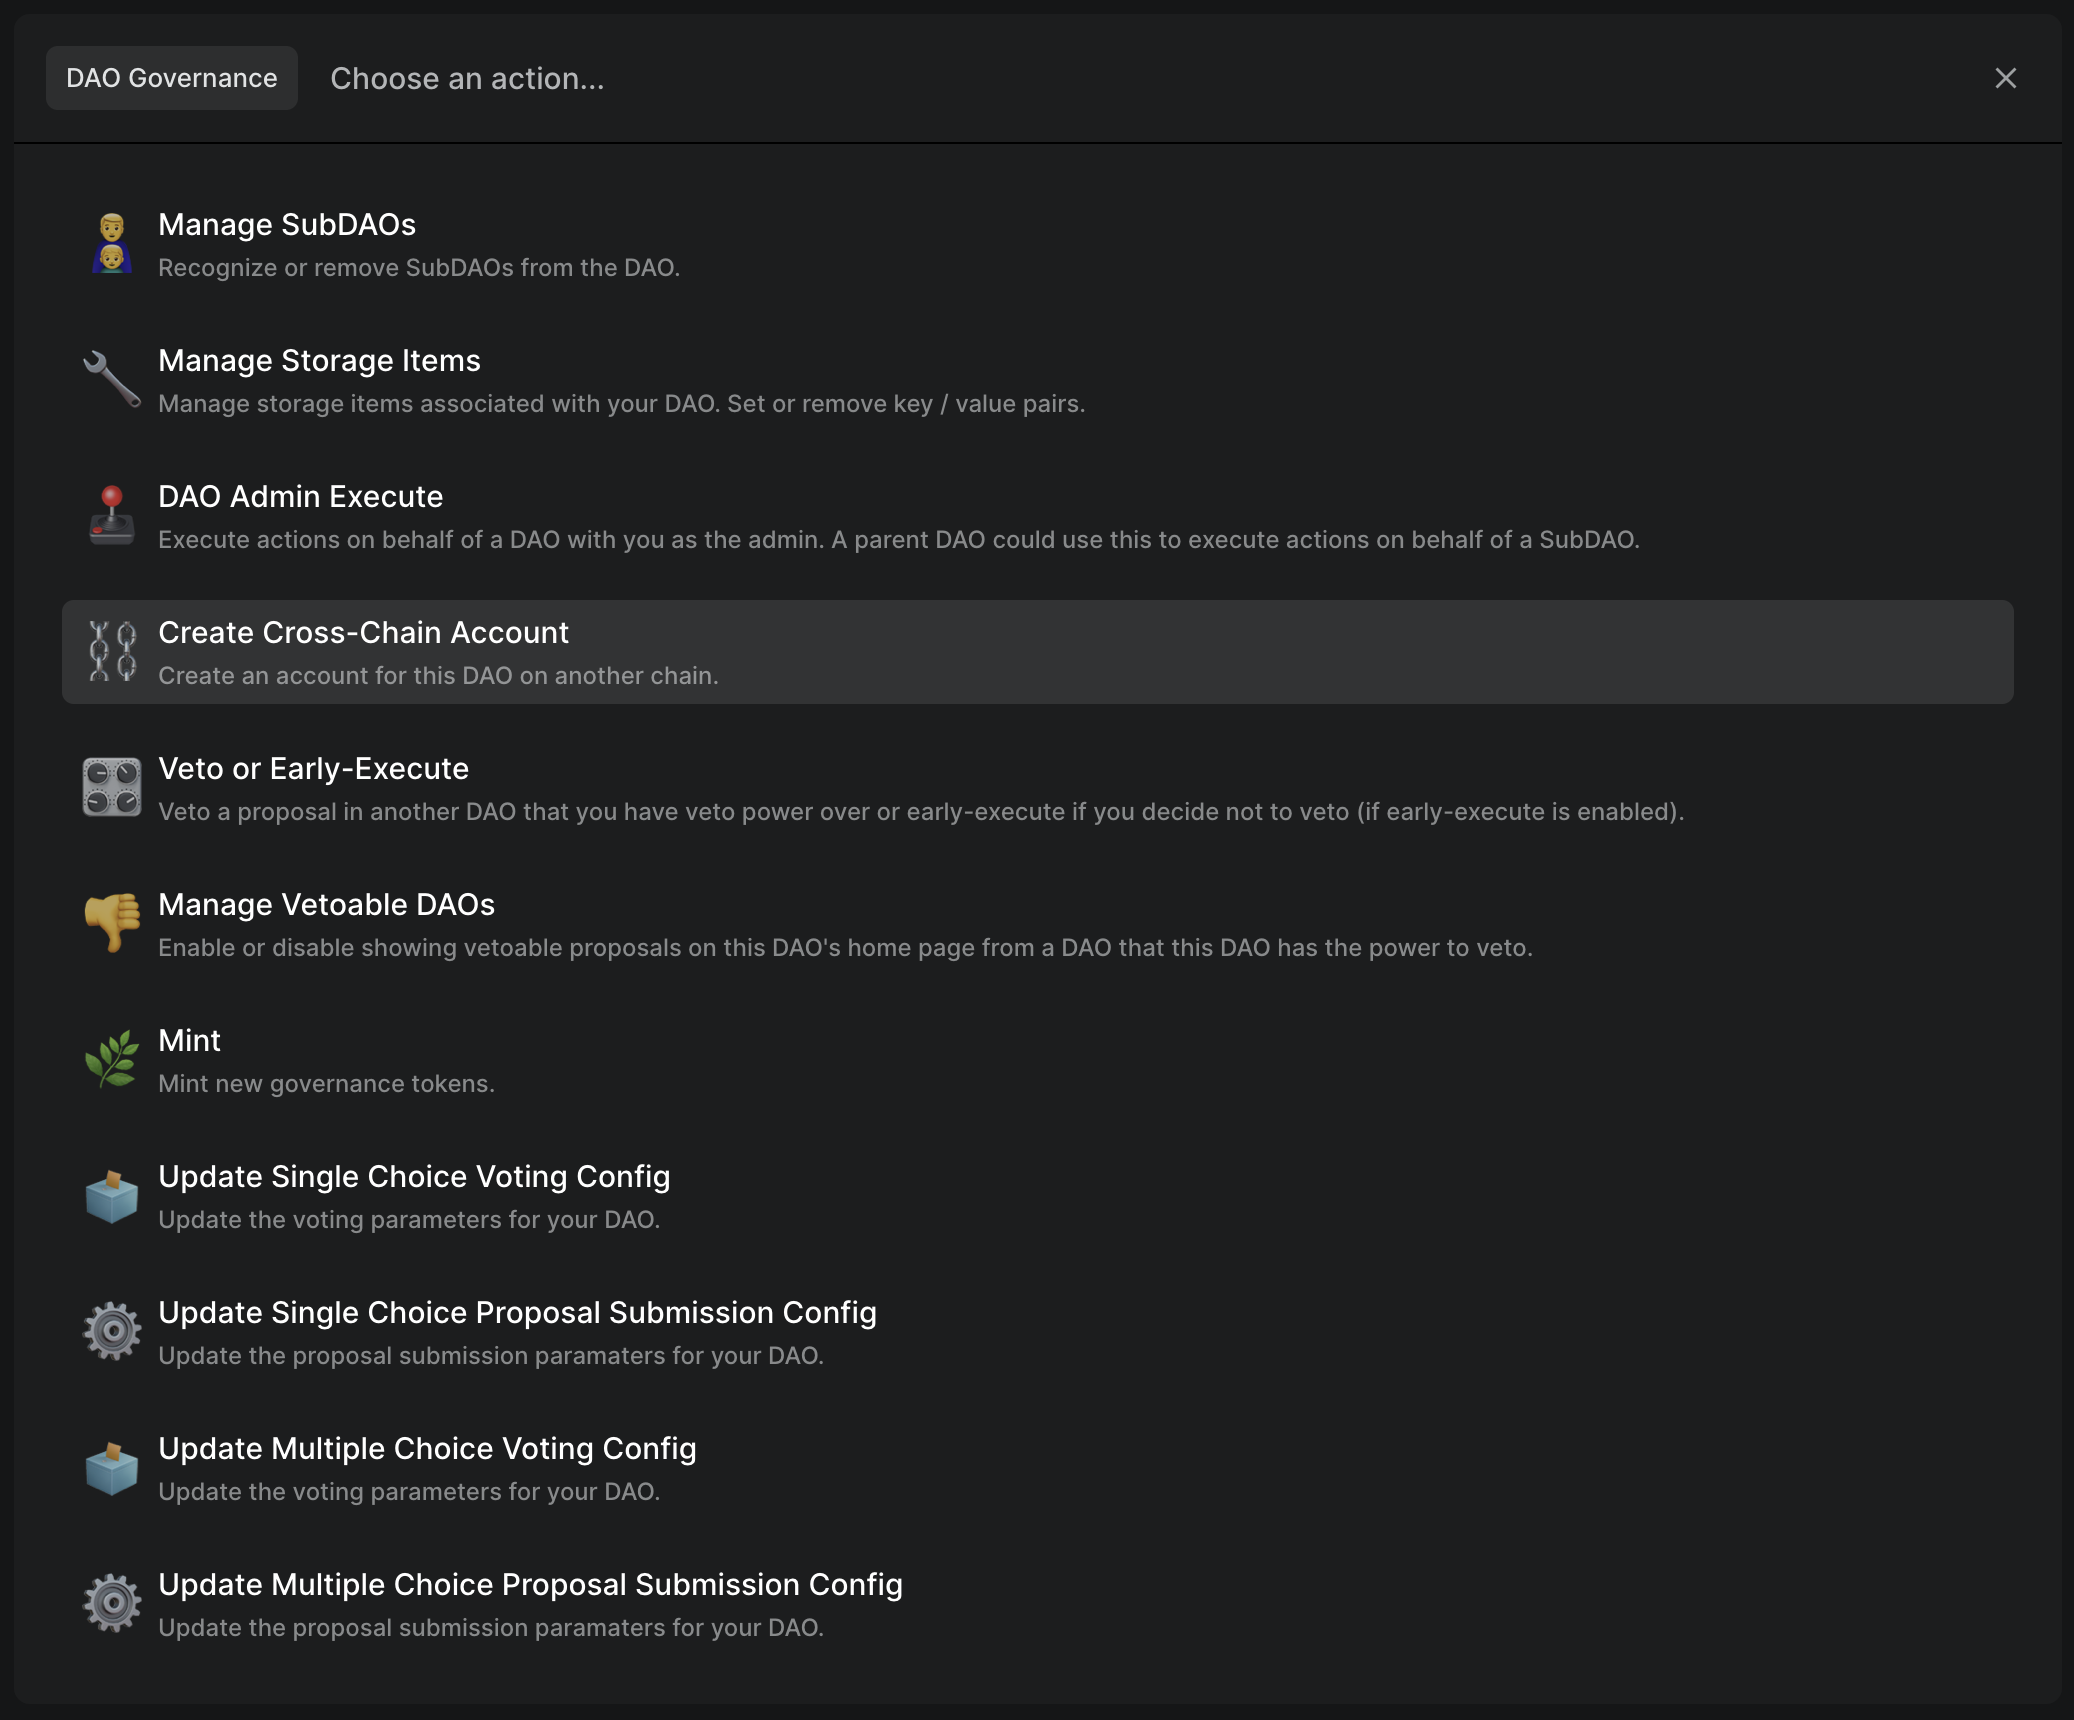 DAO Governance
Choose an action...
Manage SubDAOs
Recognize or remove SubDAOs from the DAO.
Manage Storage Items
Manage storage items associated with your DAO. Set or remove key / value pairs.
DAO Admin Execute
Execute actions on behalf of a DAO with you as the admin. A parent DAO could use this to execute actions on behalf of a SubDAO.
Create Cross-Chain Account
Create an account for this DAO on another chain.
Veto or Early-Execute
Veto a proposal in another DAO that you have veto power over or early-execute if you decide not to veto (if early-execute is enabled).
Manage Vetoable DAOs
Enable or disable showing vetoable proposals on this DAO's home page from a DAO that this DAO has the power to veto.
Mint
Mint new governance tokens.
Update Single Choice Voting Config
Update the voting parameters for your DAO.
Update Single Choice Proposal Submission Config
Update the proposal submission paramaters for your DAO.
Update Multiple Choice Voting Config
Update the voting parameters for your DAO.
Update Multiple Choice Proposal Submission Config
Update the proposal submission paramaters for your DAO.